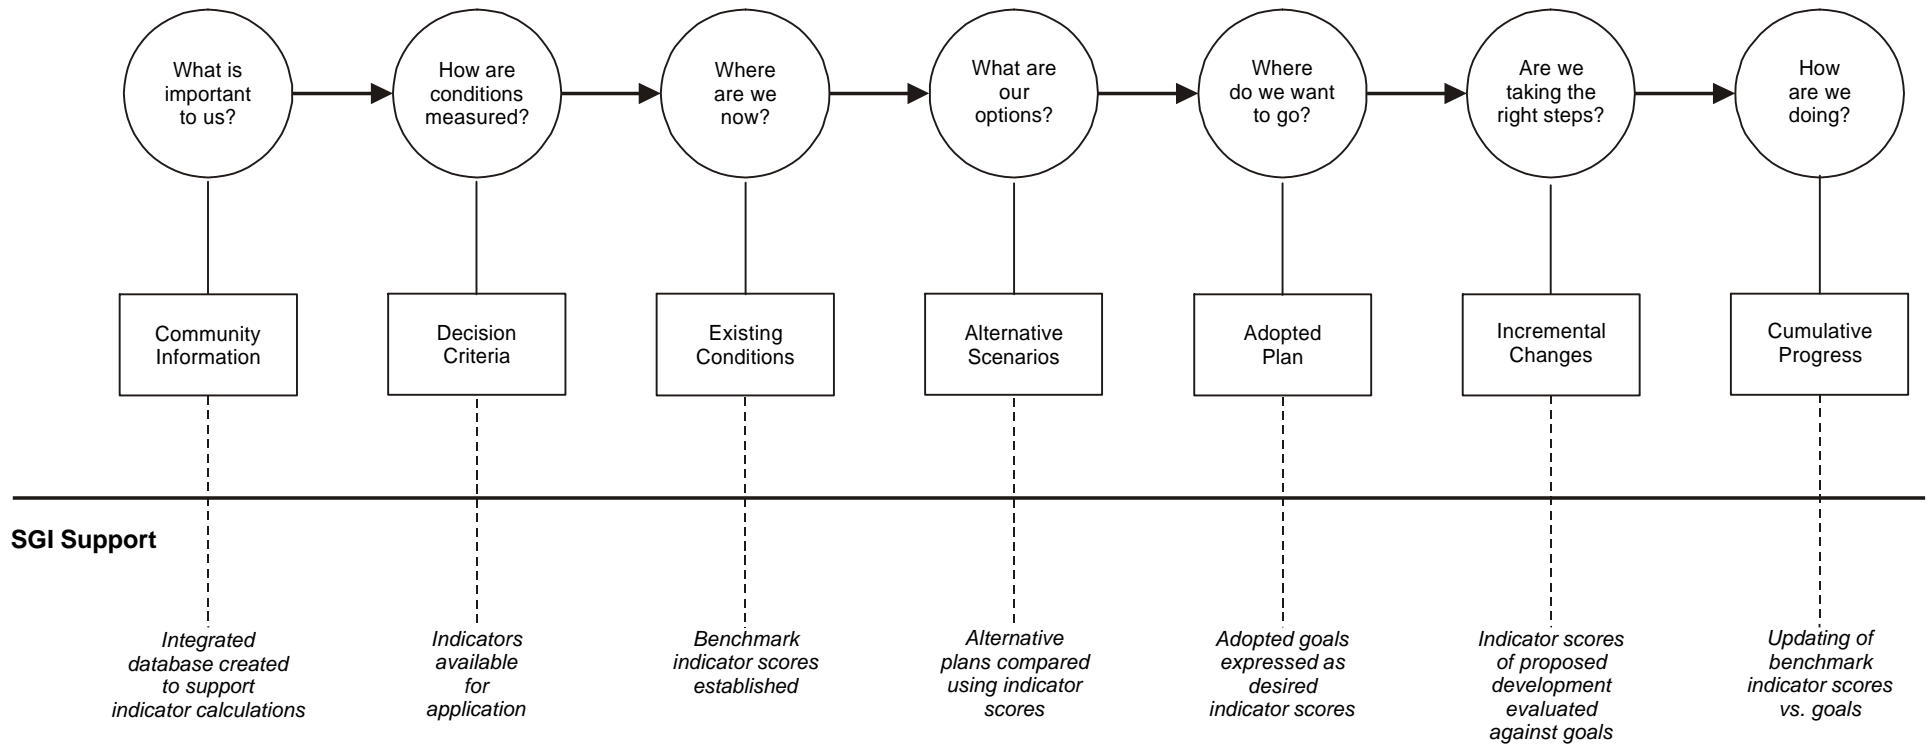 What is
important
to us?
How are
conditions
measured?
Where
are we
now?
What are
our
options?
Where
do we want
to go?
Are we
taking the
right steps?
How
are we
doing?
Community
Information
Decision
Criteria
Existing
Conditions
Alternative
Scenarios
Adopted
Plan
Incremental
Changes
Cumulative
Progress
SGI Support
Integrated
database created
to support
indicator calculations
Indicators
available
for
application
Benchmark
indicator scores
established
Alternative
plans compared
using indicator
scores
Adopted goals
expressed as
desired
indicator scores
Indicator scores
of proposed
development
evaluated
against goals
Updating of
benchmark
indicator scores
vs. goals